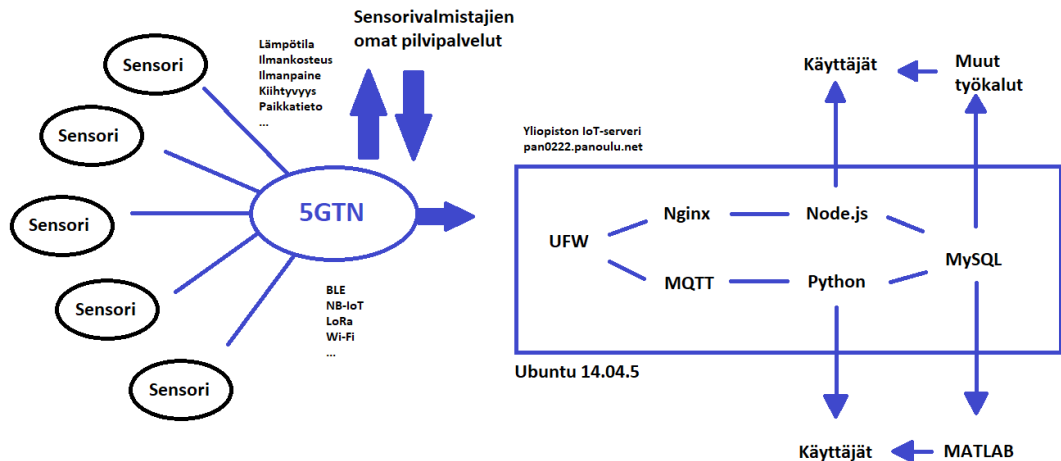 Sensorivalmistajien
omat pilvipalvelut
Lämpötila
Ilmankosteus
Ilmanpaine
Kiihtyvyys
Paikkatieto
...
Sensori
Sensori
Sensori
Sensori
Sensori
5GTN
BLE
NB-IoT
LoRa
Wi-Fi
...
Käyttäjät
Muut
työkalut
Yliopiston IoT-serveri
pan0222.panoulu.net
UFW
Nginx
Node.js
MQTT
Python
MySQL
Ubuntu 14.04.5
Käyttäjät
MATLAB